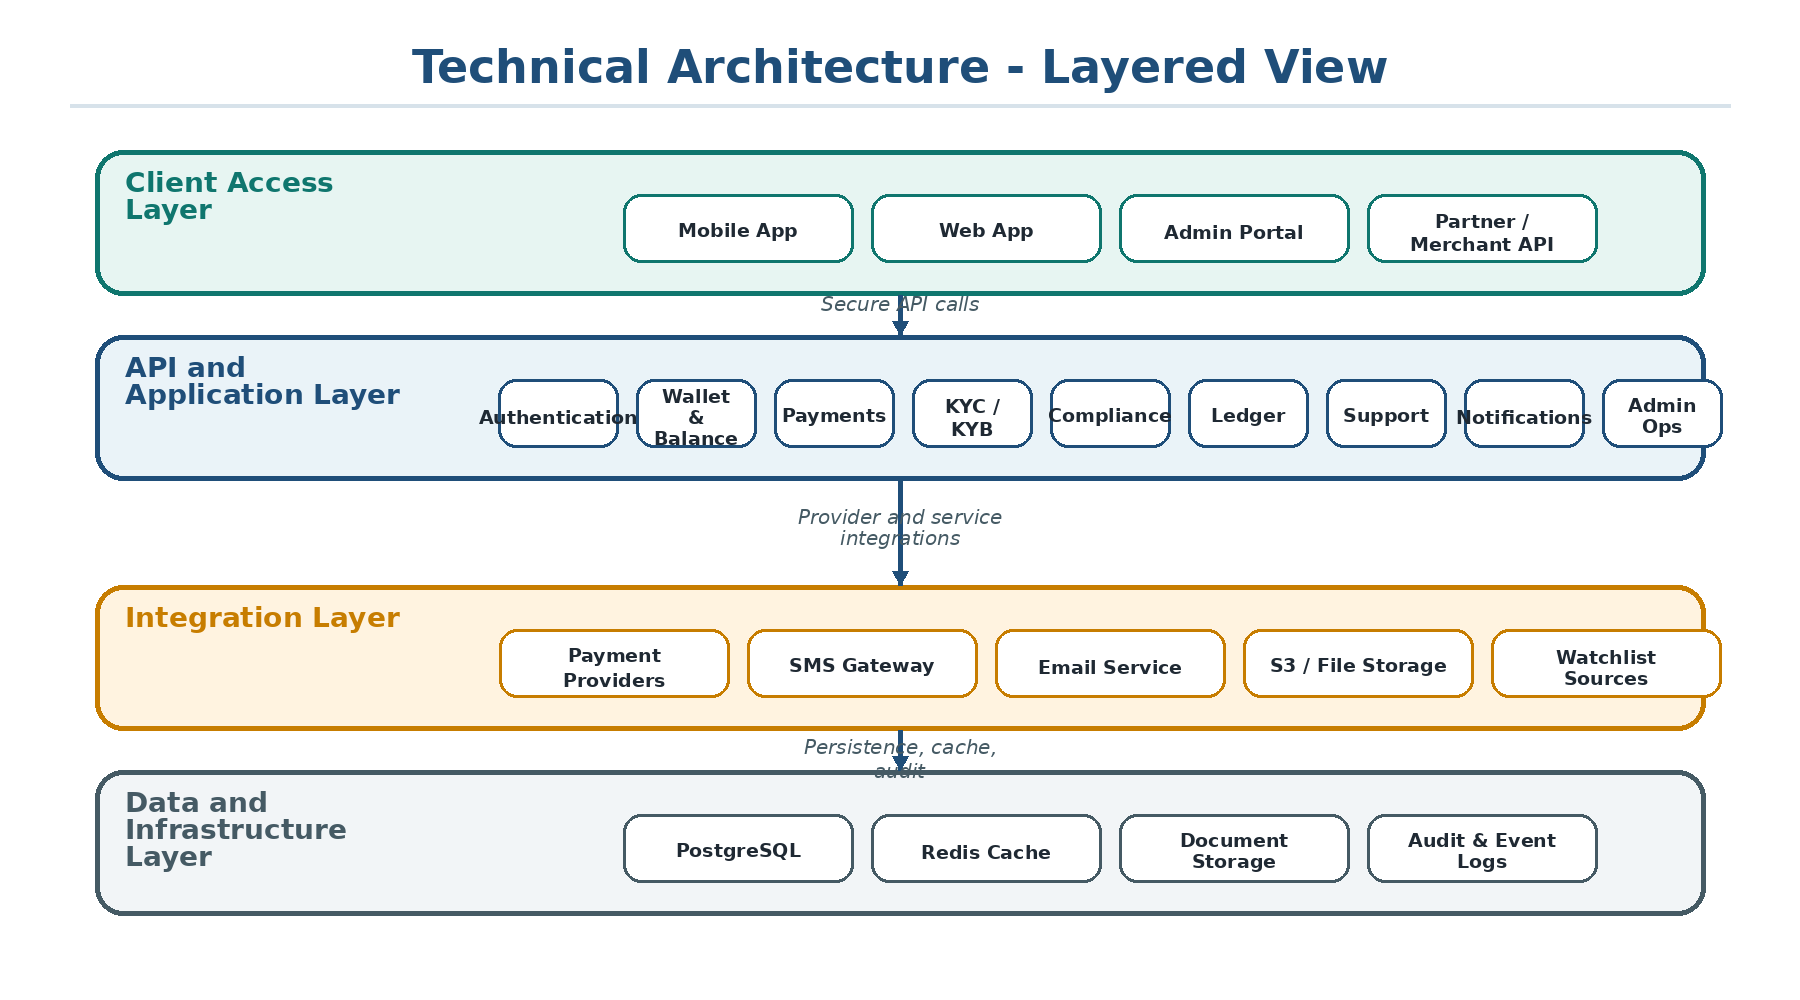 Technical Architecture - Layered View
Client Access
Layer
Mobile App
Web App
Admin Portal
Partner /
Merchant API
Secure API calls
API and
Application Layer
Authentication
Wallet
&
Balance
Payments
KYC /
KYB
Compliance
Ledger
Support
Notifications
Admin
Ops
Provider and service
integrations
Integration Layer
Payment
Providers
SMS Gateway
Email Service
S3 / File Storage
Watchlist
Sources
Persistence, cache,
audit
Data and
Infrastructure
Layer
PostgreSQL
Redis Cache
Document
Storage
Audit & Event
Logs